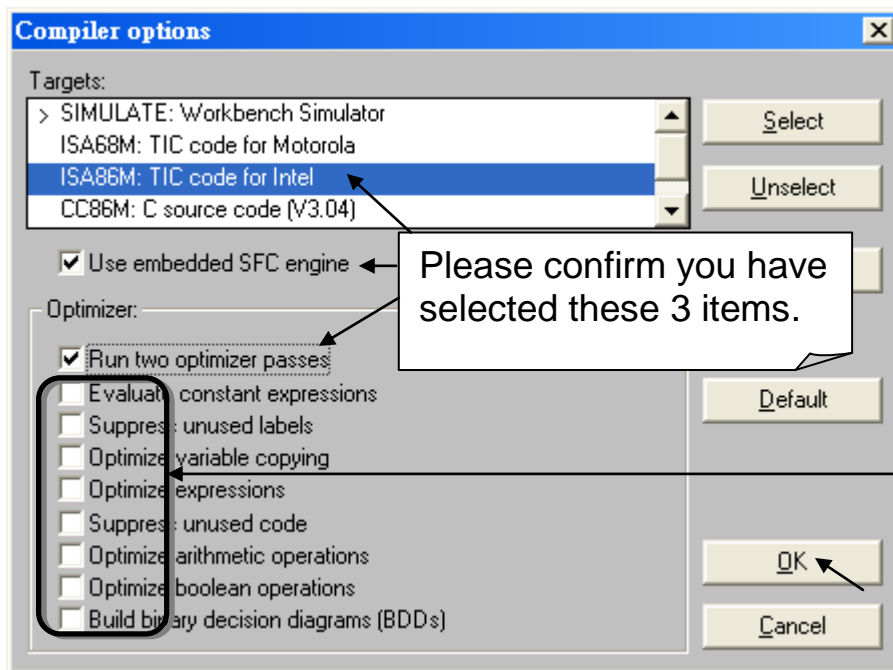 Compiler options
Targets:
> SIMULATE: Workbench Simulator
ISA68M: TIC code for Motorola
ISA86M: TIC code for Intel
CC86M: C source code (V3.04)
Select
Unselect
Use embedded SFC engine
Please confirm you have
selected these 3 items.
Optimizer:
Run two optimizer passes
Evaluate constant expressions
Suppress unused labels
Optimize variable copying
Optimize expressions
Suppress unused code
Optimize arithmetic operations
Optimize boolean operations
Build binary decision diagrams (BDDs)
Default
OK
Cancel